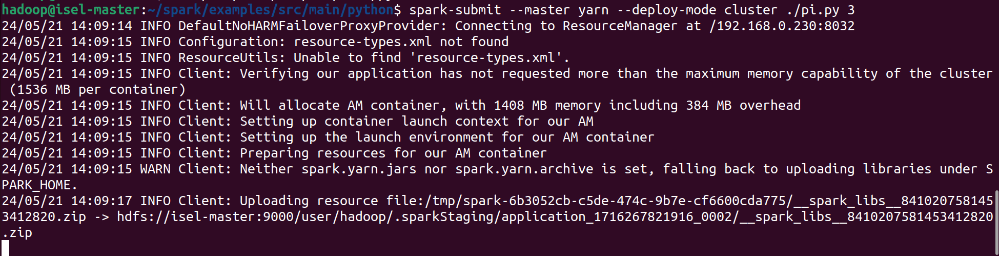 hadoop@isel-master:~/spark/examples/src/main/python$ spark-submit --master yarn --deploy-mode cluster ./pi.py 3
24/05/21 14:09:14 INFO DefaultNoHARMFailoverProxyProvider: Connecting to ResourceManager at /192.168.0.230:8032
24/05/21 14:09:15 INFO Configuration: resource-types.xml not found
24/05/21 14:09:15 INFO ResourceUtils: Unable to find 'resource-types.xml'.
24/05/21 14:09:15 INFO Client: Verifying our application has not requested more than the maximum memory capability of the cluster
 (1536 MB per container)
24/05/21 14:09:15 INFO Client: Will allocate AM container, with 1408 MB memory including 384 MB overhead
24/05/21 14:09:15 INFO Client: Setting up container launch context for our AM
24/05/21 14:09:15 INFO Client: Setting up the launch environment for our AM container
24/05/21 14:09:15 INFO Client: Preparing resources for our AM container
24/05/21 14:09:15 WARN Client: Neither spark.yarn.jars nor spark.yarn.archive is set, falling back to uploading libraries under S
PARK_HOME.
24/05/21 14:09:17 INFO Client: Uploading resource file:/tmp/spark-6b3052cb-c5de-474c-9b7e-cf6600cda775/__spark_libs__841020758145
3412820.zip -> hdfs://isel-master:9000/user/hadoop/.sparkStaging/application_1716267821916_0002/__spark_libs__8410207581453412820
.zip